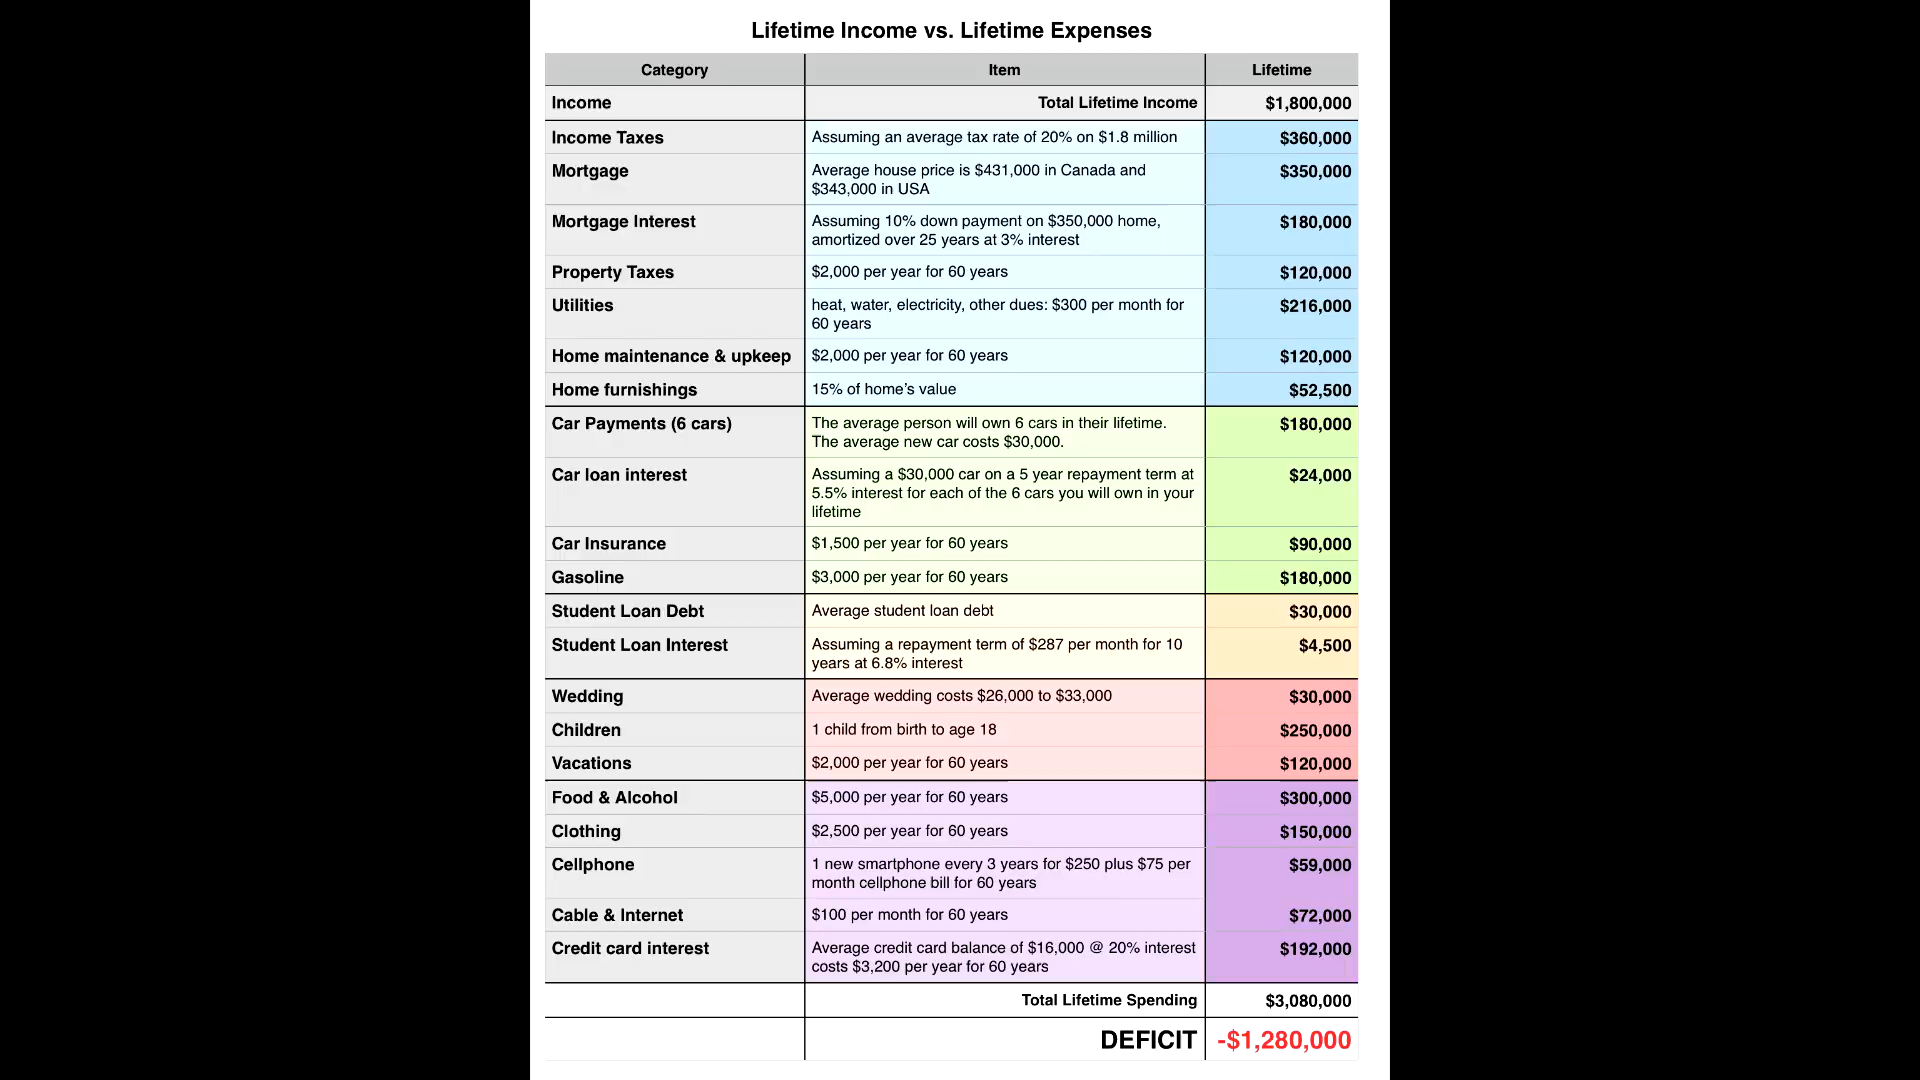 Lifetime Income vs. Lifetime Expenses
Category Item Lifetime
Income Total Lifetime Income $1,800,000
Income Taxes Assuming an average tax rate of 20% on $1.8 million $360,000
Mortgage Average house price is $431,000 in Canada and $350,000
$343,000 in USA
Mortgage Interest Assuming 10% down payment on $350,000 home, $180,000
amortized over 25 years at 3% interest
Property Taxes $2,000 per year for 60 years $120,000
Utilities heat, water, electricity, other dues: $300 per month for $216,000
60 years
Home maintenance & upkeep $2,000 per year for 60 years $120,000
Home furnishings 15% of home’s value $52,500
Car Payments (6 cars) The average person will own 6 cars in their lifetime. $180,000
The average new car costs $30,000.
Car loan interest Assuming a $30,000 car on a 5 year repayment term at $24,000
5.5% interest for each of the 6 cars you will own in your
lifetime
Car Insurance $1,500 per year for 60 years $90,000
Gasoline $3,000 per year for 60 years $180,000
Student Loan Debt Average student loan debt $30,000
Student Loan Interest Assuming a repayment term of $287 per month for 10 $4,500
years at 6.8% interest
Wedding Average wedding costs $26,000 to $33,000 $30,000
Children 1 child from birth to age 18 $250,000
Vacations $2,000 per year for 60 years $120,000
Food & Alcohol $5,000 per year for 60 years $300,000
Clothing $2,500 per year for 60 years $150,000
Cellphone 1 new smartphone every 3 years for $250 plus $75 per $59,000
month cellphone bill for 60 years
Cable & Internet $100 per month for 60 years $72,000
Credit card interest Average credit card balance of $16,000 @ 20% interest $192,000
costs $3,200 per year for 60 years
Total Lifetime Spending $3,080,000
DEFICIT -$1,280,000